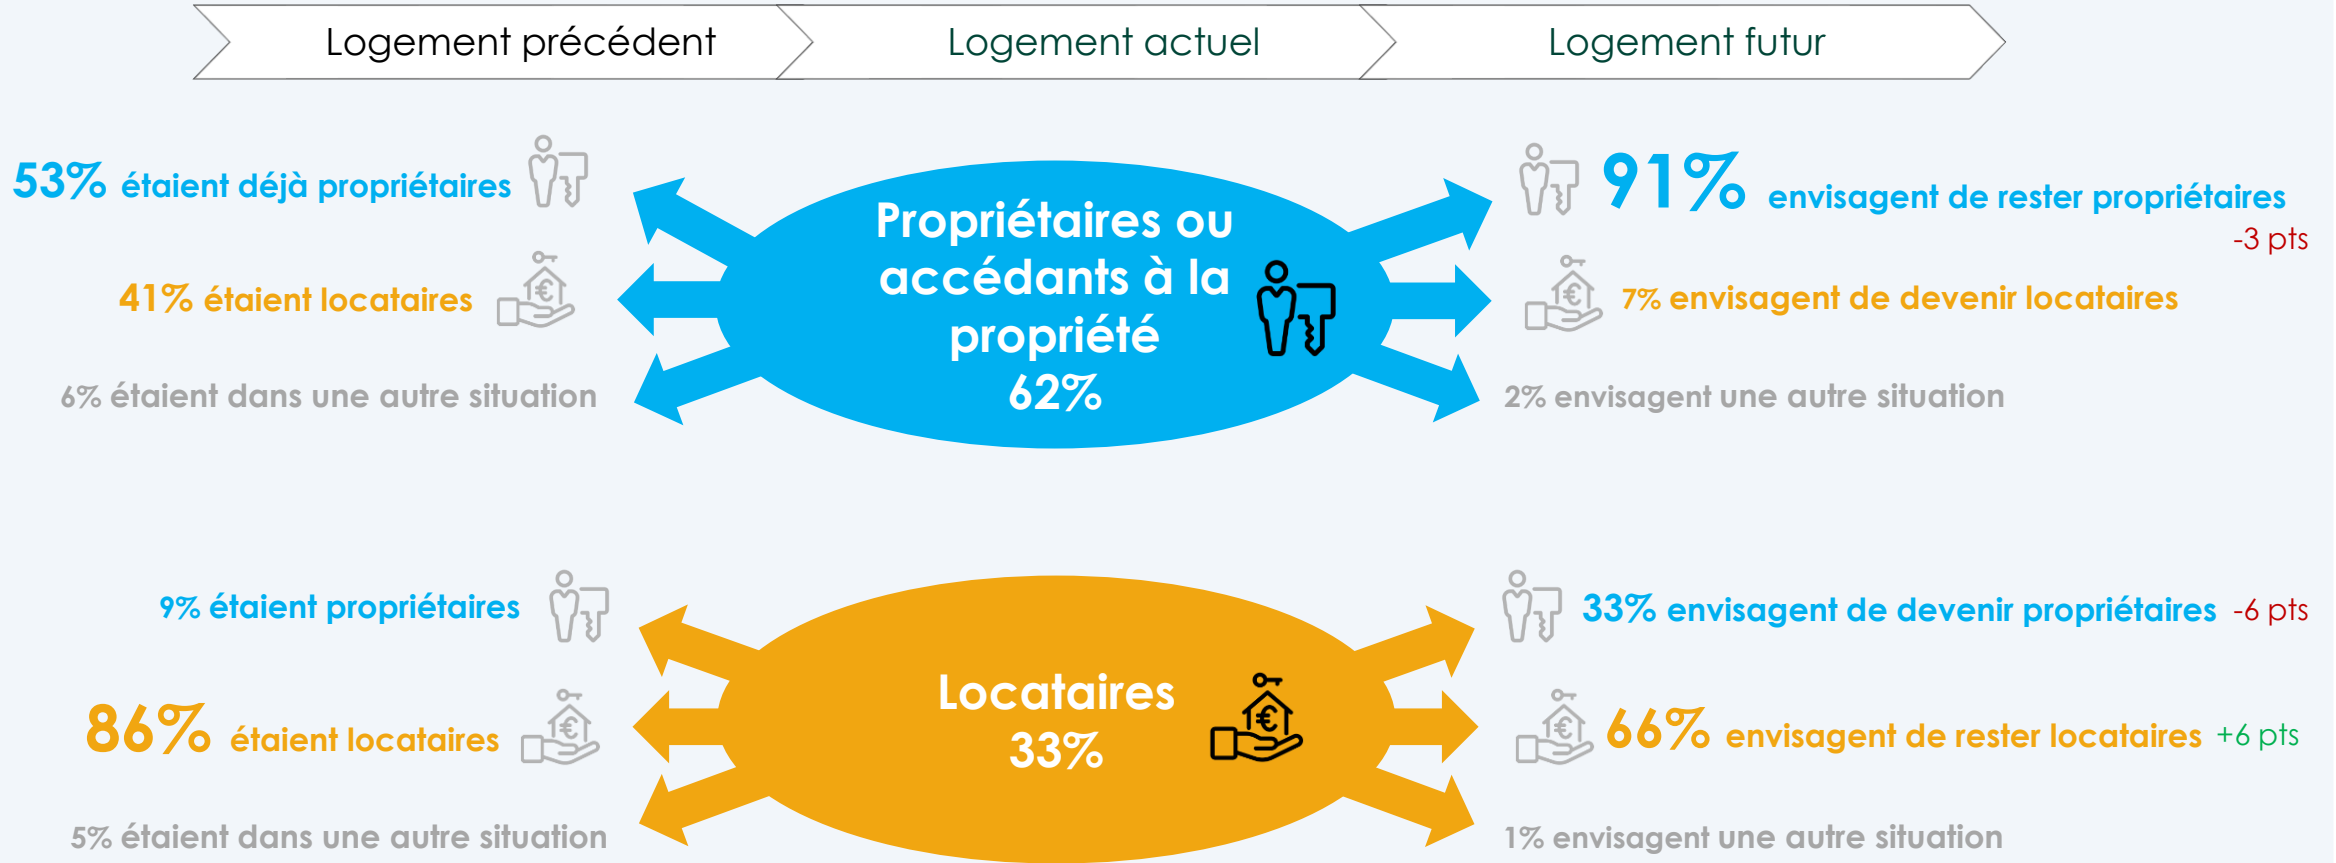 Logement précédent
Logement actuel
Logement futur
53% étaient déjà propriétaires
41% étaient locataires
6% étaient dans une autre situation
Propriétaires ou
accédants à la
propriété
62%
91% envisagent de rester propriétaires
-3 pts
7% envisagent de devenir locataires
2% envisagent une autre situation
9% étaient propriétaires
86% étaient locataires
5% étaient dans une autre situation
Locataires
33%
33% envisagent de devenir propriétaires -6 pts
66% envisagent de rester locataires +6 pts
1% envisagent une autre situation